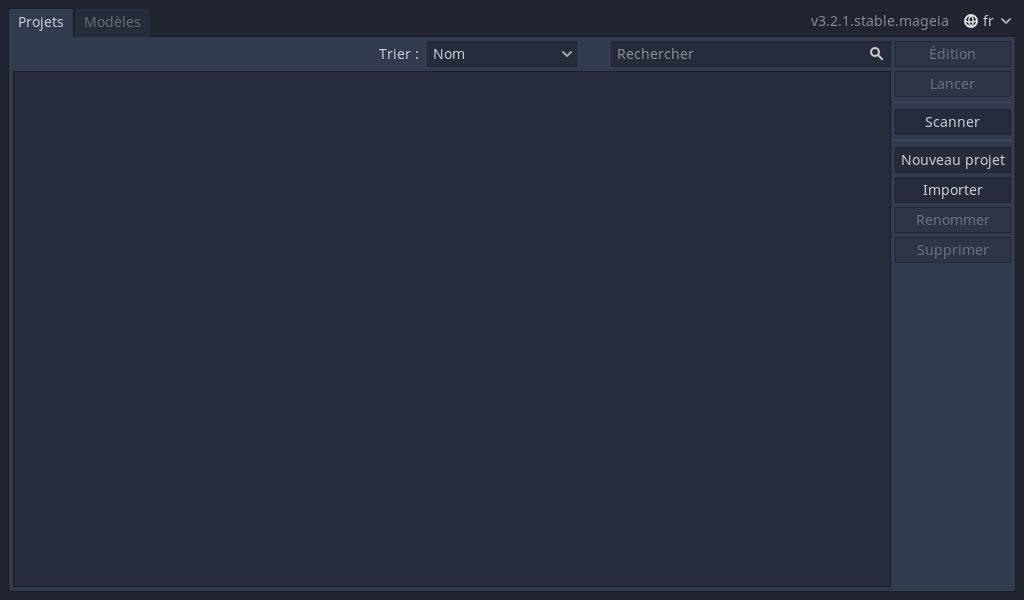 Projets
Modèles
v3.2.1.stable.mageia
fr
Trier :
Nom
Rechercher
Édition
Lancer
Scanner
Nouveau projet
Importer
Renommer
Supprimer